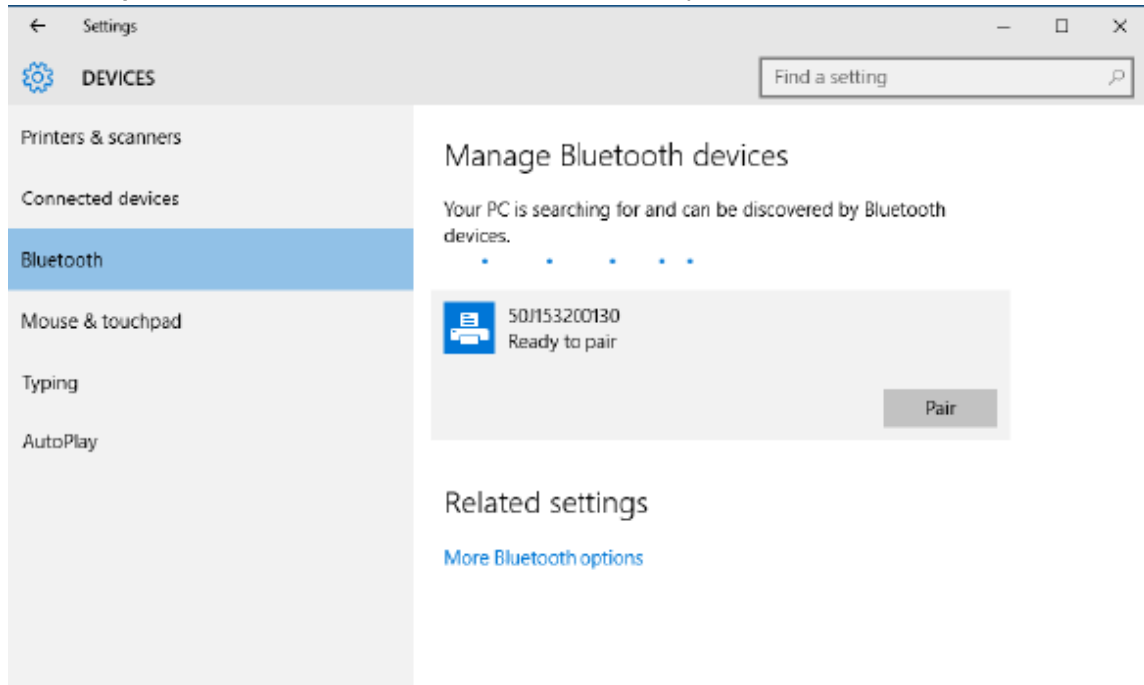 Settings
DEVICES
Find a setting
Printers & scanners
Connected devices
Bluetooth
Mouse & touchpad
Typing
AutoPlay
Manage Bluetooth devices
Your PC is searching for and can be discovered by Bluetooth
devices.
50J153200130
Ready to pair
Pair
Related settings
More Bluetooth options